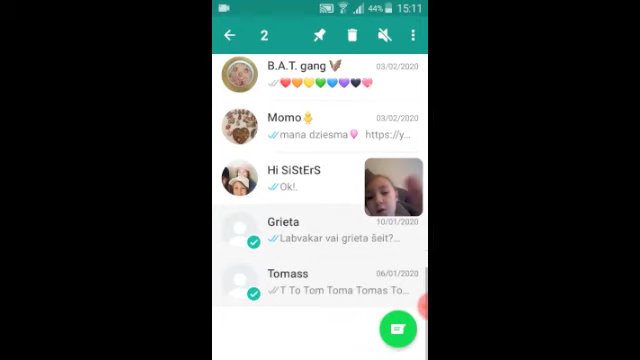 44% 15:11
2
B.A.T. gang 🦇 03/02/2020
❤️🧡💛💚💙💜🖤💖
Momo👶 03/02/2020
mana dziesma🎈 https://y...
Hi SiStErS
Ok!.
Grieta 10/01/2020
Labvakar vai grieta šeit?...
Tomass 06/01/2020
T To Tom Toma Tomas To...